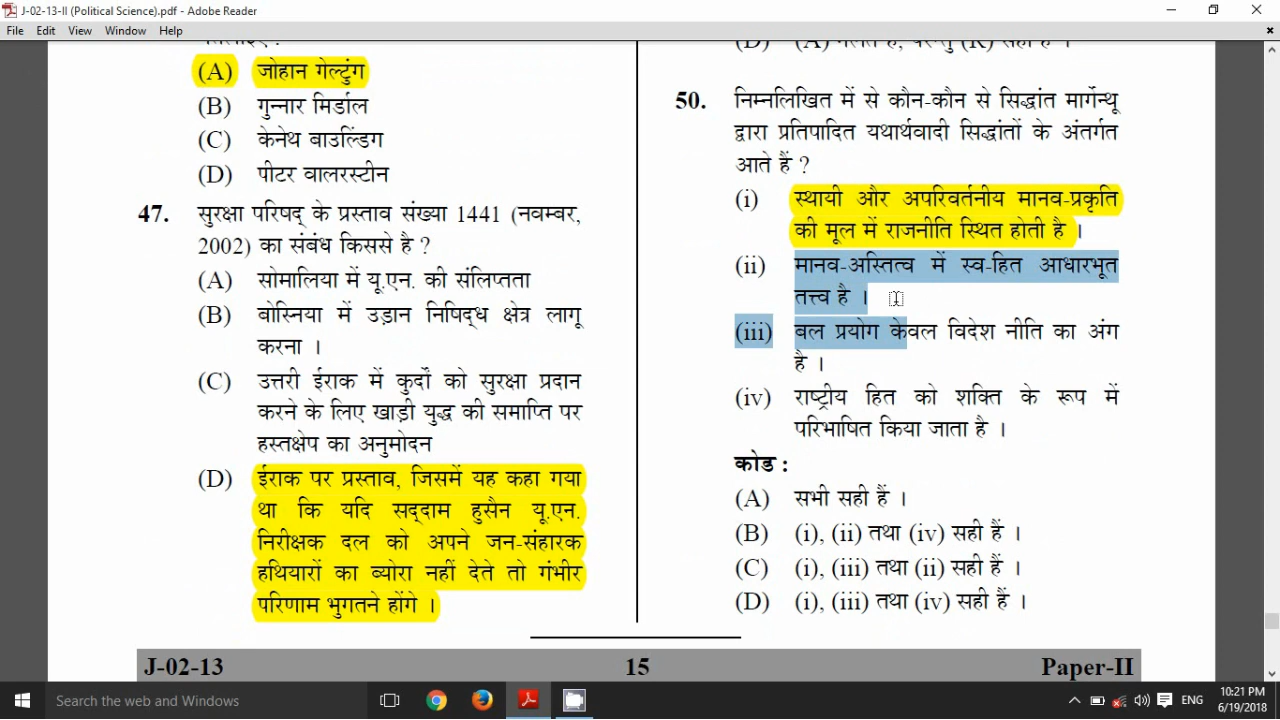 J-02-13-II (Political Science).pdf - Adobe Reader
File Edit View Window Help
(A) जोहान गेल्टुंग
(B) गुन्नार मिर्डाल
(C) केनेथ बाउल्डिंग
(D) पीटर वालरस्टीन
47. सुरक्षा परिषद् के प्रस्ताव संख्या 1441 (नवम्बर,
2002) का संबंध किससे है ?
(A) सोमालिया में यू.एन. की संलिप्तता
(B) बोस्निया में उड़ान निषिद्ध क्षेत्र लागू
करना ।
(C) उत्तरी ईराक में कुर्दों को सुरक्षा प्रदान
करने के लिए खाड़ी युद्ध की समाप्ति पर
हस्तक्षेप का अनुमोदन
(D) ईराक पर प्रस्ताव, जिसमें यह कहा गया
था कि यदि सद्दाम हुसैन यू.एन.
निरीक्षक दल को अपने जन-संहारक
हथियारों का ब्योरा नहीं देते तो गंभीर
परिणाम भुगतने होंगे ।
(D) (A) गलत है, परन्तु (R) सही है ।
50. निम्नलिखित में से कौन-कौन से सिद्धांत मार्गेन्थू
द्वारा प्रतिपादित यथार्थवादी सिद्धांतों के अंतर्गत
आते हैं ?
(i) स्थायी और अपरिवर्तनीय मानव-प्रकृति
की मूल में राजनीति स्थित होती है ।
(ii) मानव-अस्तित्व में स्व-हित आधारभूत
तत्त्व है ।
(iii) बल प्रयोग केवल विदेश नीति का अंग
है ।
(iv) राष्ट्रीय हित को शक्ति के रूप में
परिभाषित किया जाता है ।
कोड :
(A) सभी सही हैं ।
(B) (i), (ii) तथा (iv) सही हैं ।
(C) (i), (iii) तथा (ii) सही हैं ।
(D) (i), (iii) तथा (iv) सही हैं ।
J-02-13 15 Paper-II
Search the web and Windows
ENG
10:21 PM
6/19/2018